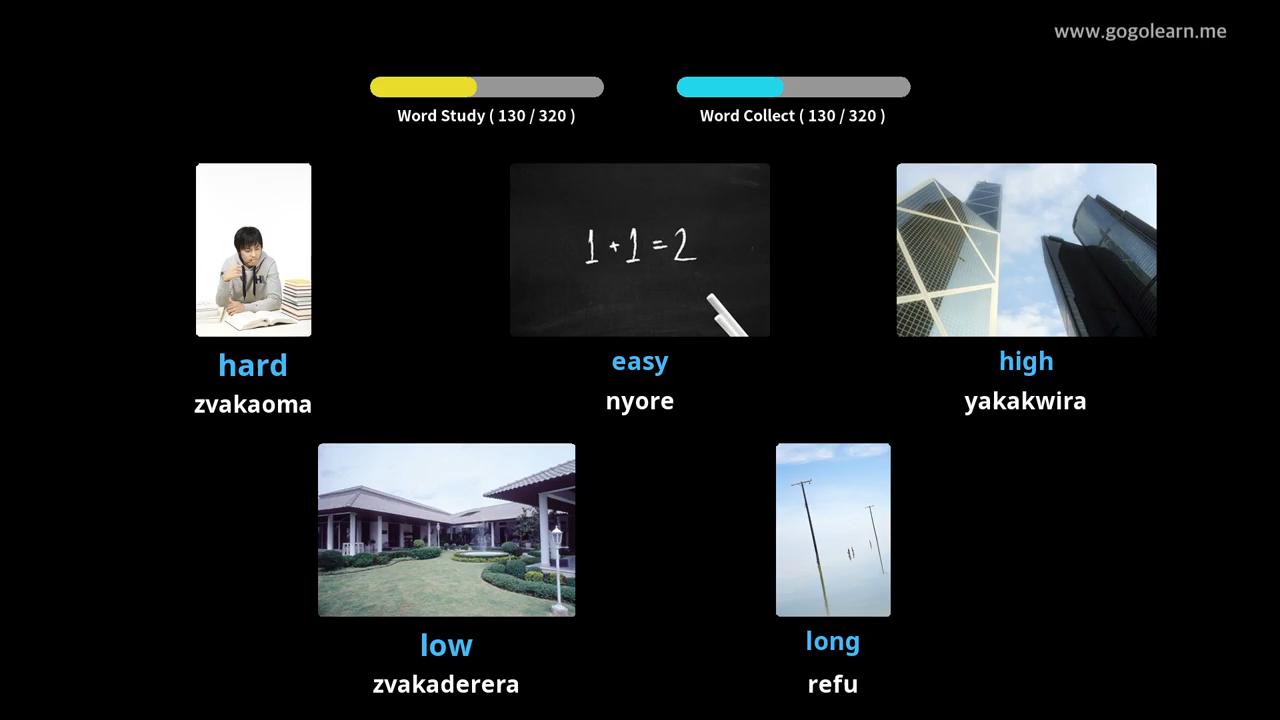 www.gogolearn.me
Word Study ( 130 / 320 )
Word Collect ( 130 / 320 )
1 + 1 = 2
hard
zvakaoma
easy
nyore
high
yakakwira
low
zvakaderera
long
refu